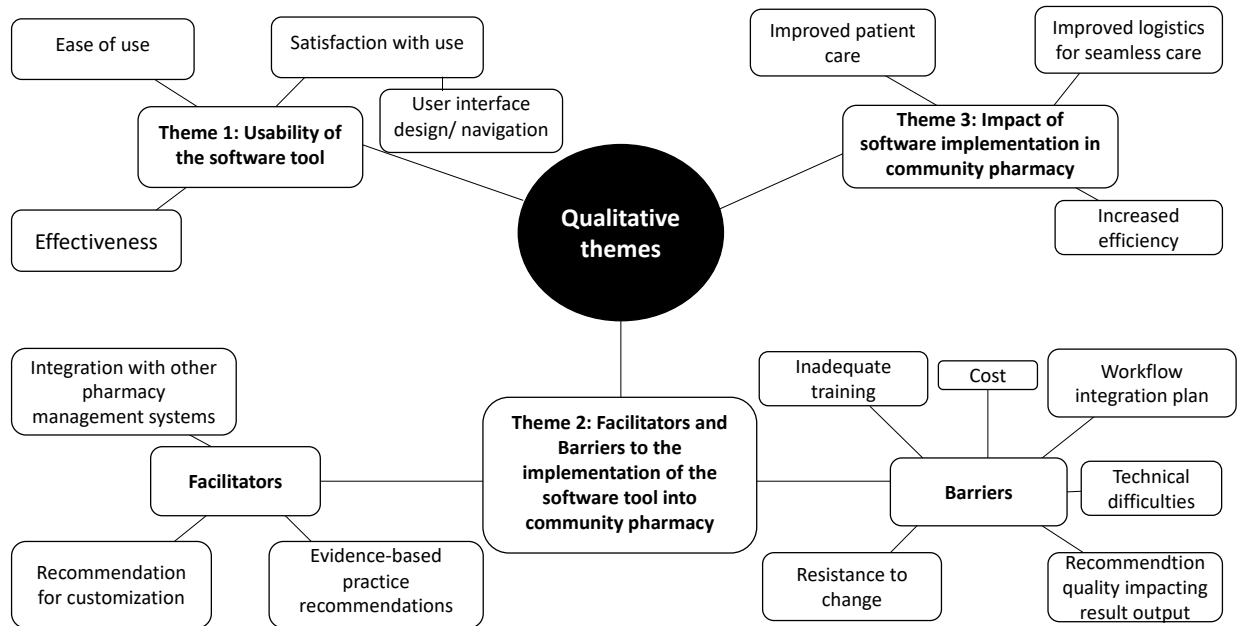 Ease of use
Satisfaction with use
User interface
design/ navigation
Theme 1: Usability of
the software tool
Effectiveness
Improved patient
care
Improved logistics
for seamless care
Theme 3: Impact of
software implementation in
community pharmacy
Increased
efficiency
Qualitative
themes
Integration with other
pharmacy
management systems
Facilitators
Recommendation
for customization
Evidence-based
practice
recommendations
Theme 2: Facilitators and
Barriers to the
implementation of the
software tool into
community pharmacy
Inadequate
training
Cost
Workflow
integration plan
Barriers
Technical
difficulties
Resistance to
change
Recommendtion
quality impacting
result output